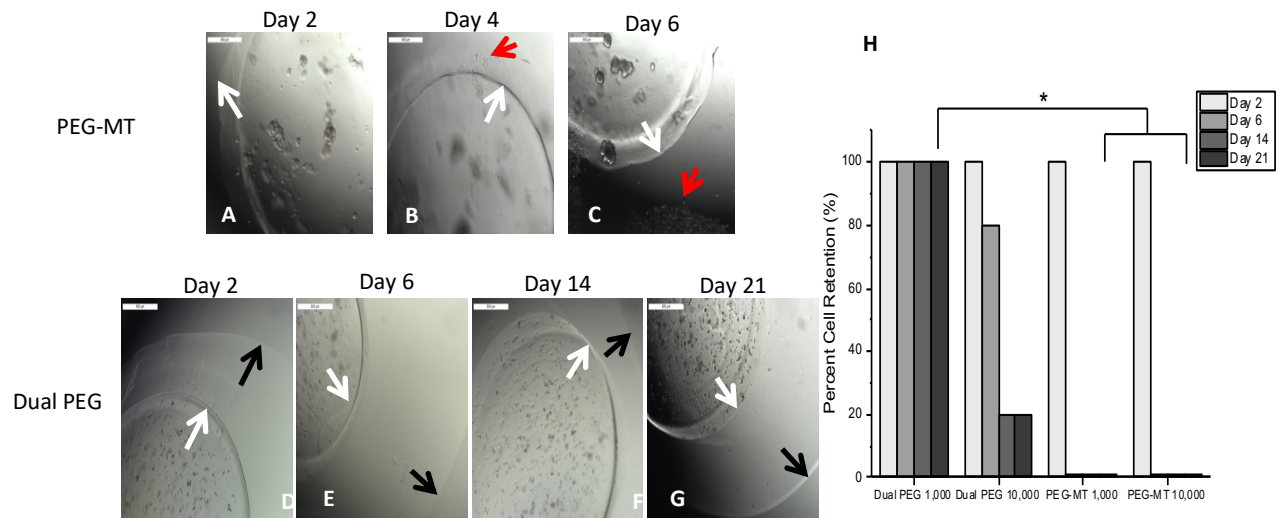 Day 2
Day 4
Day 6
PEG-MT
A
B
C
Day 2
Day 6
Day 14
Day 21
Dual PEG
D
E
F
G
H
*
Day 2
Day 6
Day 14
Day 21
Percent Cell Retention (%)
100
80
60
40
20
0
Dual PEG 1,000
Dual PEG 10,000
PEG-MT 1,000
PEG-MT 10,000